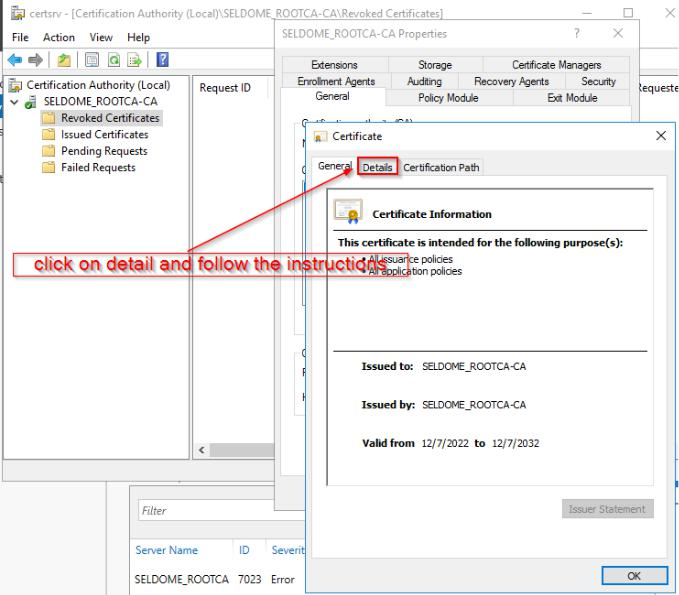 certsrv - [Certification Authority (Local)\SELDOME_ROOTCA-CA\Revoked Certificates]
File Action View Help
Certification Authority (Local)
SELDOME_ROOTCA-CA
Revoked Certificates
Issued Certificates
Pending Requests
Failed Requests
Request ID
SELDOME_ROOTCA-CA Properties
Extensions Storage Certificate Managers
Enrollment Agents Auditing Recovery Agents Security
General Policy Module Exit Module
Requeste
Certificate
General Details Certification Path
Certificate Information
This certificate is intended for the following purpose(s):
• All issuance policies
• All application policies
click on detail and follow the instructions
Issued to: SELDOME_ROOTCA-CA
Issued by: SELDOME_ROOTCA-CA
Valid from 12/7/2022 to 12/7/2032
Issuer Statement
OK
Filter
Server Name ID Severit
SELDOME_ROOTCA 7023 Error